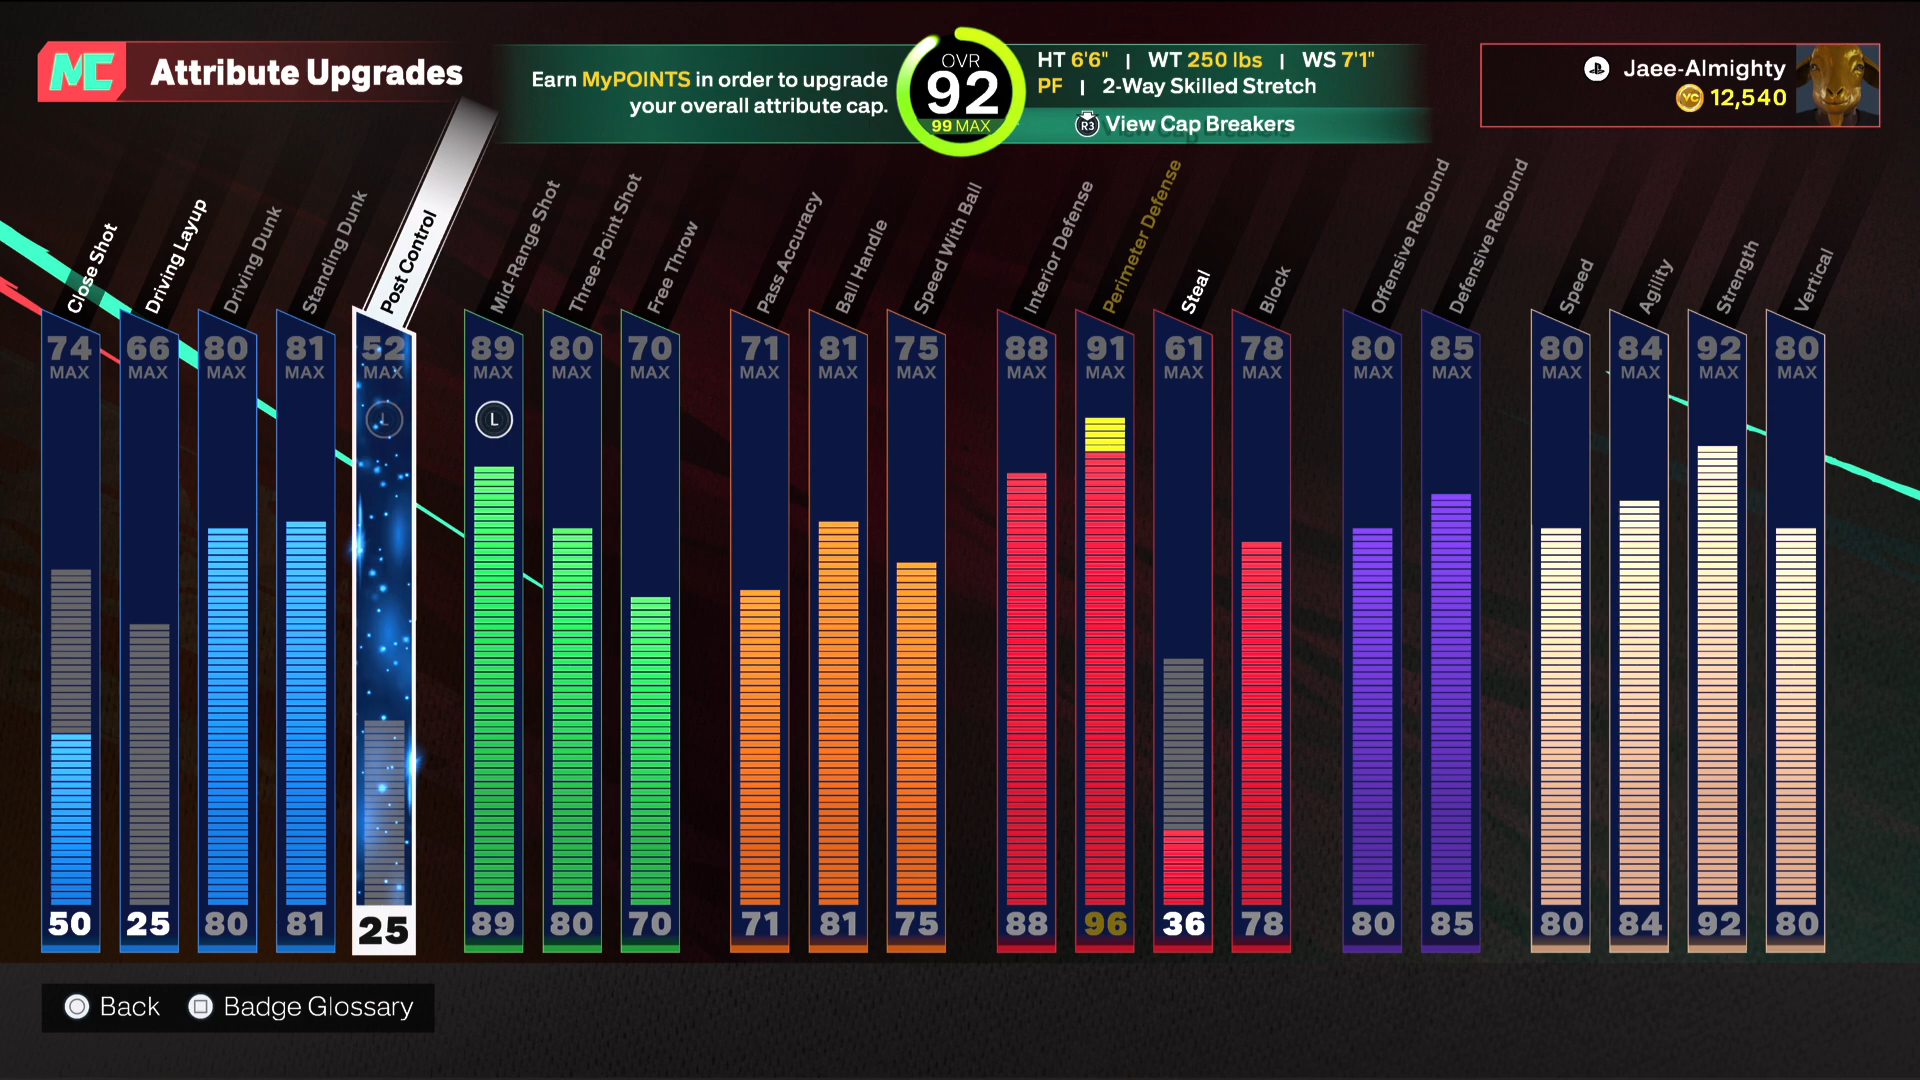 MC Attribute Upgrades
Earn MyPOINTS in order to upgrade
your overall attribute cap.
OVR
92
99 MAX
HT 6'6" | WT 250 lbs | WS 7'1"
PF | 2-Way Skilled Stretch
R3 View Cap Breakers
Jaee-Almighty
VC 12,540
Close Shot
Driving Layup
Driving Dunk
Standing Dunk
Post Control
Mid-Range Shot
Three-Point Shot
Free Throw
Pass Accuracy
Ball Handle
Speed With Ball
Interior Defense
Perimeter Defense
Steal
Block
Offensive Rebound
Defensive Rebound
Speed
Agility
Strength
Vertical
74 66 80 81 52 89 80 70 71 81 75 88 91 61 78 80 85 80 84 92 80
MAX MAX MAX MAX MAX MAX MAX MAX MAX MAX MAX MAX MAX MAX MAX MAX MAX MAX MAX MAX MAX
L L
50 25 80 81 25 89 80 70 71 81 75 88 96 36 78 80 85 80 84 92 80
Back Badge Glossary